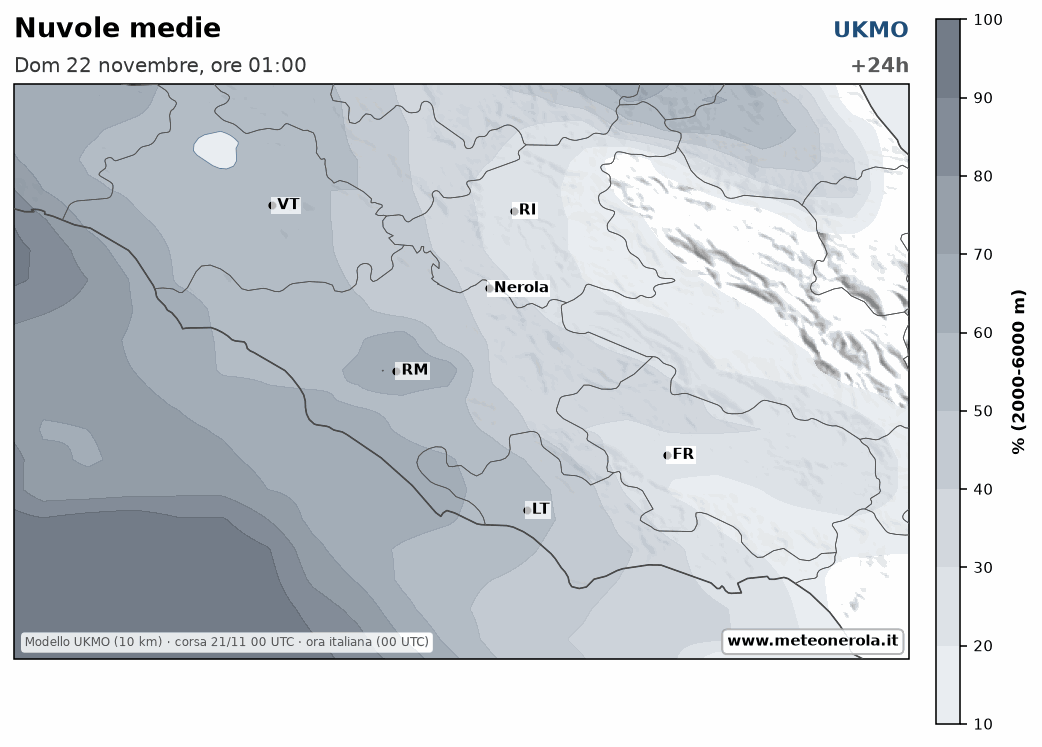 Nuvole medie
UKMO
Dom 22 novembre, ore 01:00
+24h
VT
RI
Nerola
RM
FR
LT
Modello UKMO (10 km) · corsa 21/11 00 UTC · ora italiana (00 UTC)
www.meteonerola.it
100
90
80
70
60
50
40
30
20
10
% (2000-6000 m)